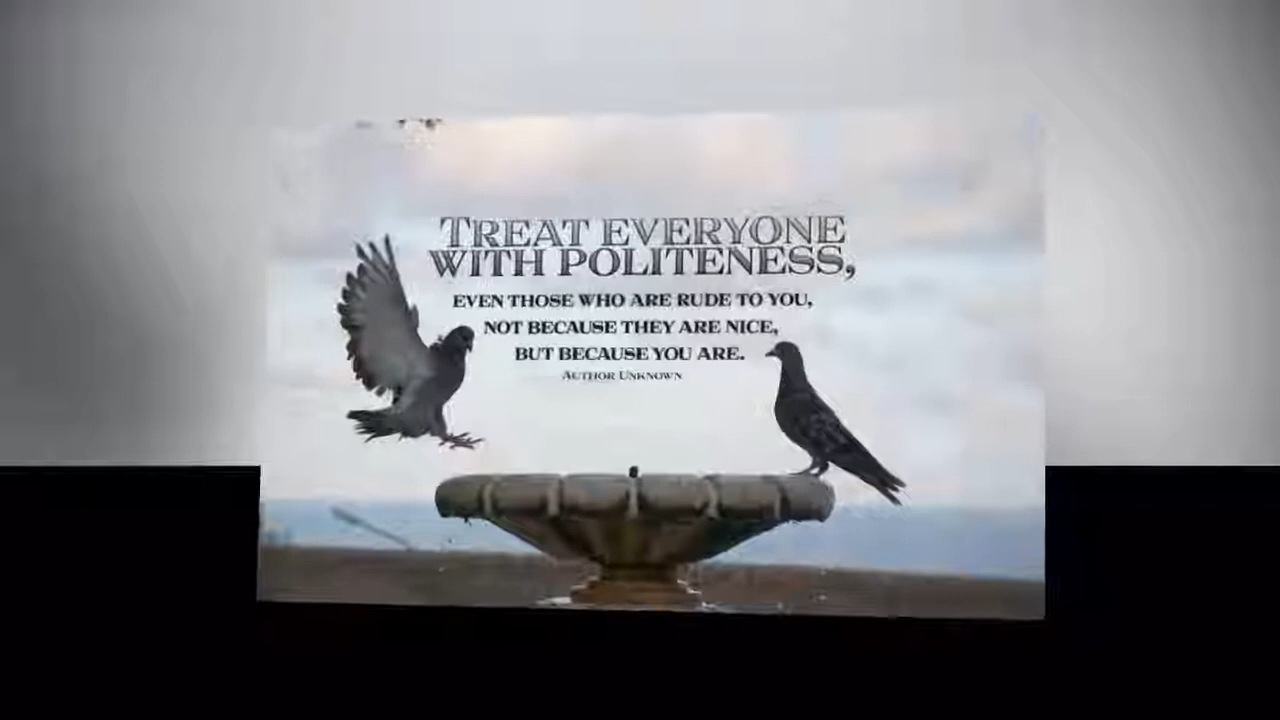 TREAT EVERYONE
WITH POLITENESS,
EVEN THOSE WHO ARE RUDE TO YOU,
NOT BECAUSE THEY ARE NICE,
BUT BECAUSE YOU ARE.
AUTHOR UNKNOWN